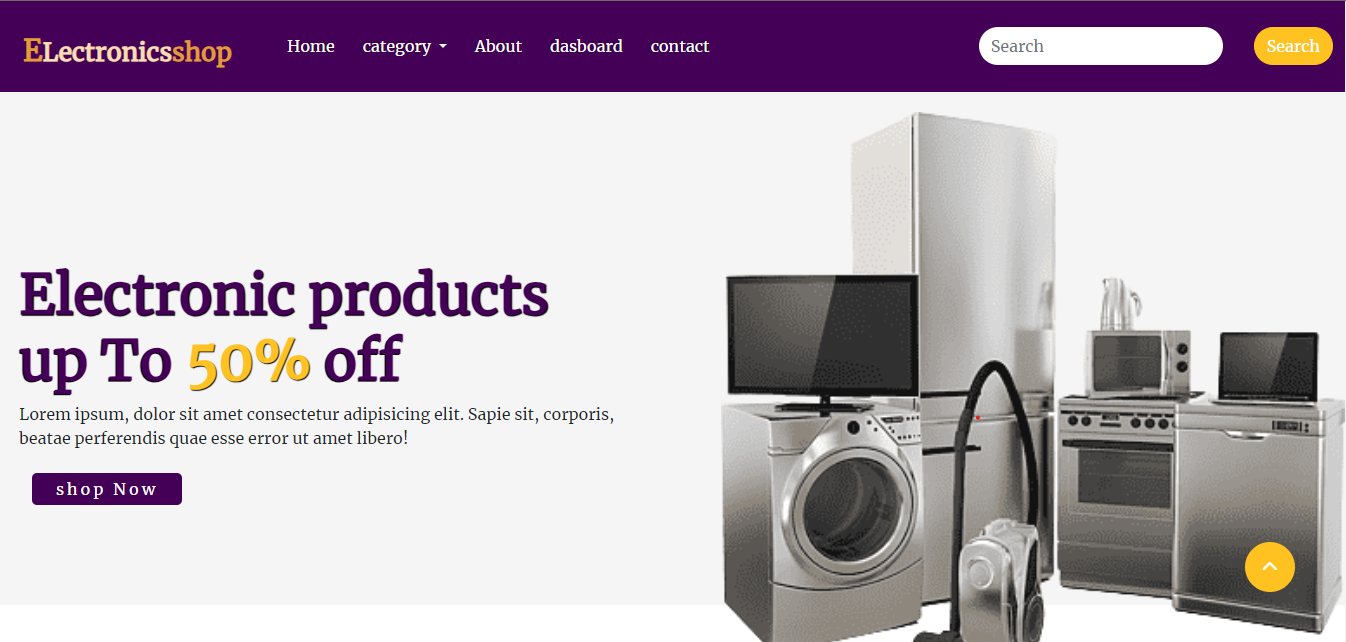 ELectronicsshop Home category About dasboard contact Search Search
Electronic products
up To 50% off
Lorem ipsum, dolor sit amet consectetur adipisicing elit. Sapie sit, corporis,
beatae perferendis quae esse error ut amet libero!
shop Now